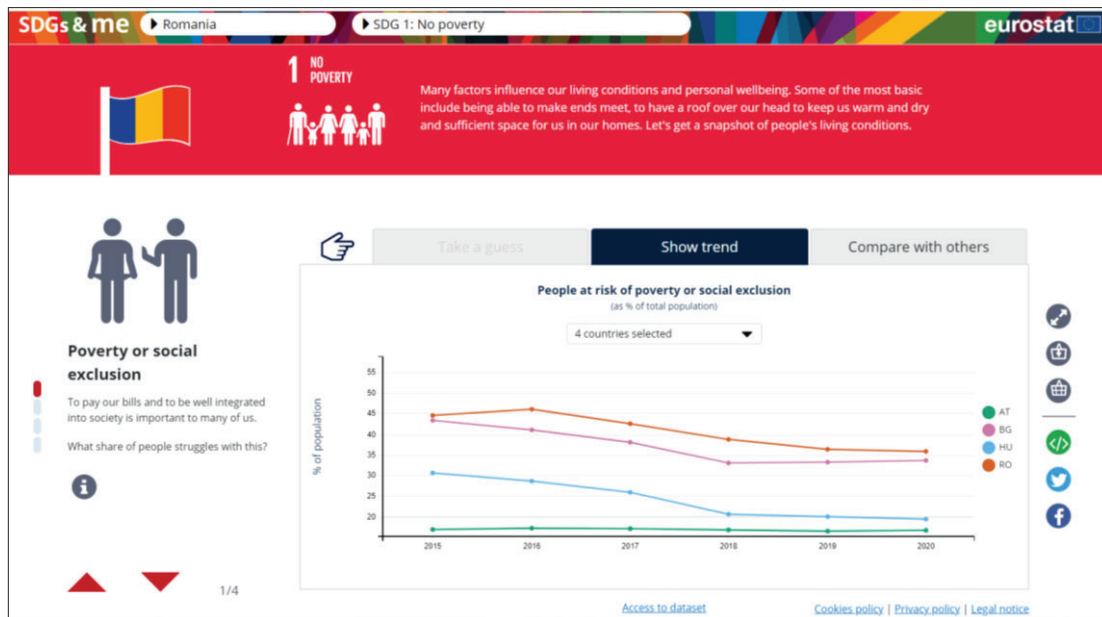 SDGs & me
Romania
SDG 1: No poverty
eurostat
1 NO
POVERTY
Many factors influence our living conditions and personal wellbeing. Some of the most basic
include being able to make ends meet, to have a roof over our head to keep us warm and dry
and sufficient space for us in our homes. Let's get a snapshot of people's living conditions.
Poverty or social
exclusion
To pay our bills and to be well integrated
into society is important to many of us.
What share of people struggles with this?
i
1/4
Take a guess
Show trend
Compare with others
People at risk of poverty or social exclusion
(as % of total population)
4 countries selected
% of population
55
50
45
40
35
30
25
20
2015 2016 2017 2018 2019 2020
AT
BG
HU
RO
</>
f
Access to dataset
Cookies policy | Privacy policy | Legal notice